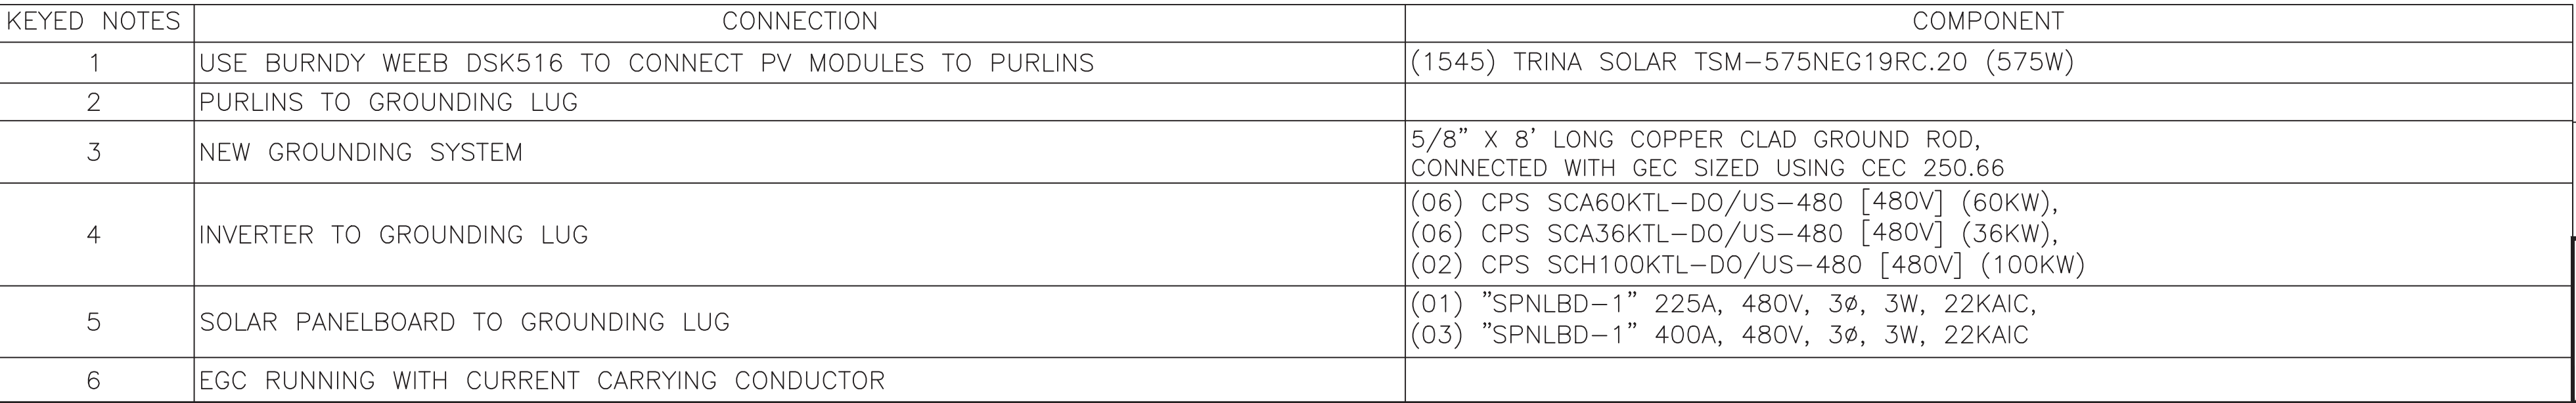 KEYED NOTES CONNECTION COMPONENT
1 USE BURNDY WEEB DSK516 TO CONNECT PV MODULES TO PURLINS (1545) TRINA SOLAR TSM-575NEG19RC.20 (575W)
2 PURLINS TO GROUNDING LUG
3 NEW GROUNDING SYSTEM 5/8" X 8' LONG COPPER CLAD GROUND ROD,
CONNECTED WITH GEC SIZED USING CEC 250.66
4 INVERTER TO GROUNDING LUG (06) CPS SCA60KTL-DO/US-480 [480V] (60KW),
(06) CPS SCA36KTL-DO/US-480 [480V] (36KW),
(02) CPS SCH100KTL-DO/US-480 [480V] (100KW)
5 SOLAR PANELBOARD TO GROUNDING LUG (01) "SPNLBD-1" 225A, 480V, 3ø, 3W, 22KAIC,
(03) "SPNLBD-1" 400A, 480V, 3ø, 3W, 22KAIC
6 EGC RUNNING WITH CURRENT CARRYING CONDUCTOR